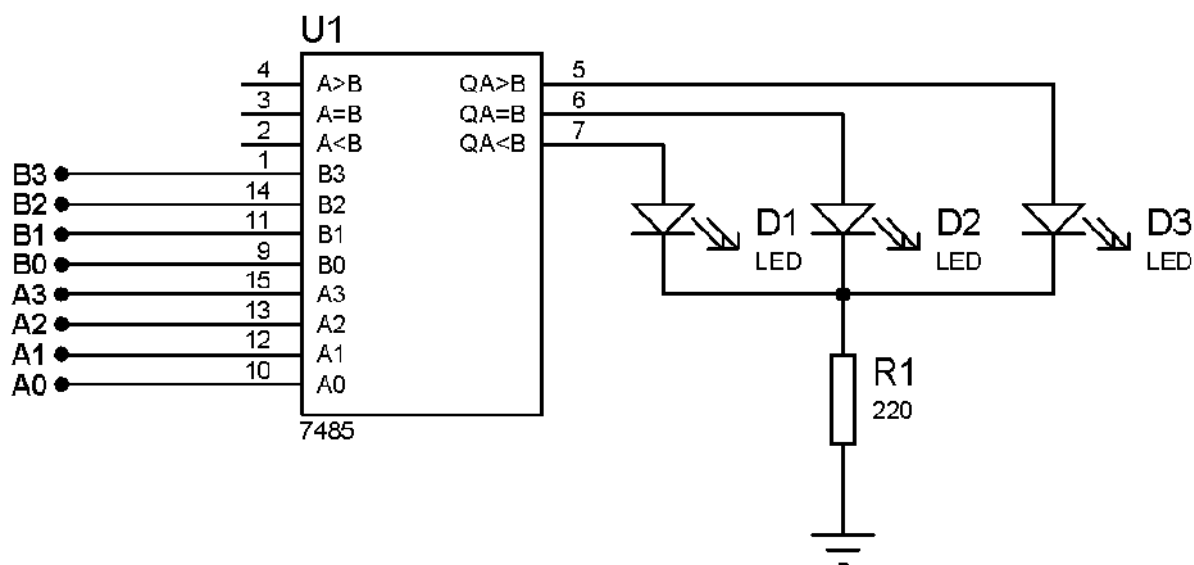 U1
4 A>B QA>B 5
3 A=B QA=B 6
2 A<B QA<B 7
B3 1 B3
B2 14 B2
B1 11 B1
B0 9 B0
A3 15 A3
A2 13 A2
A1 12 A1
A0 10 A0
7485
D1
LED
D2
LED
D3
LED
R1
220